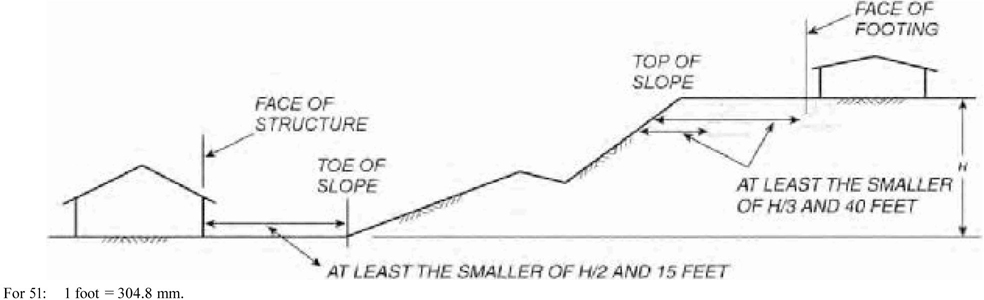 FACE OF
FOOTING
TOP OF
SLOPE
FACE OF
STRUCTURE
TOE OF
SLOPE
H
AT LEAST THE SMALLER
OF H/3 AND 40 FEET
AT LEAST THE SMALLER OF H/2 AND 15 FEET
For 5l: 1 foot = 304.8 mm.